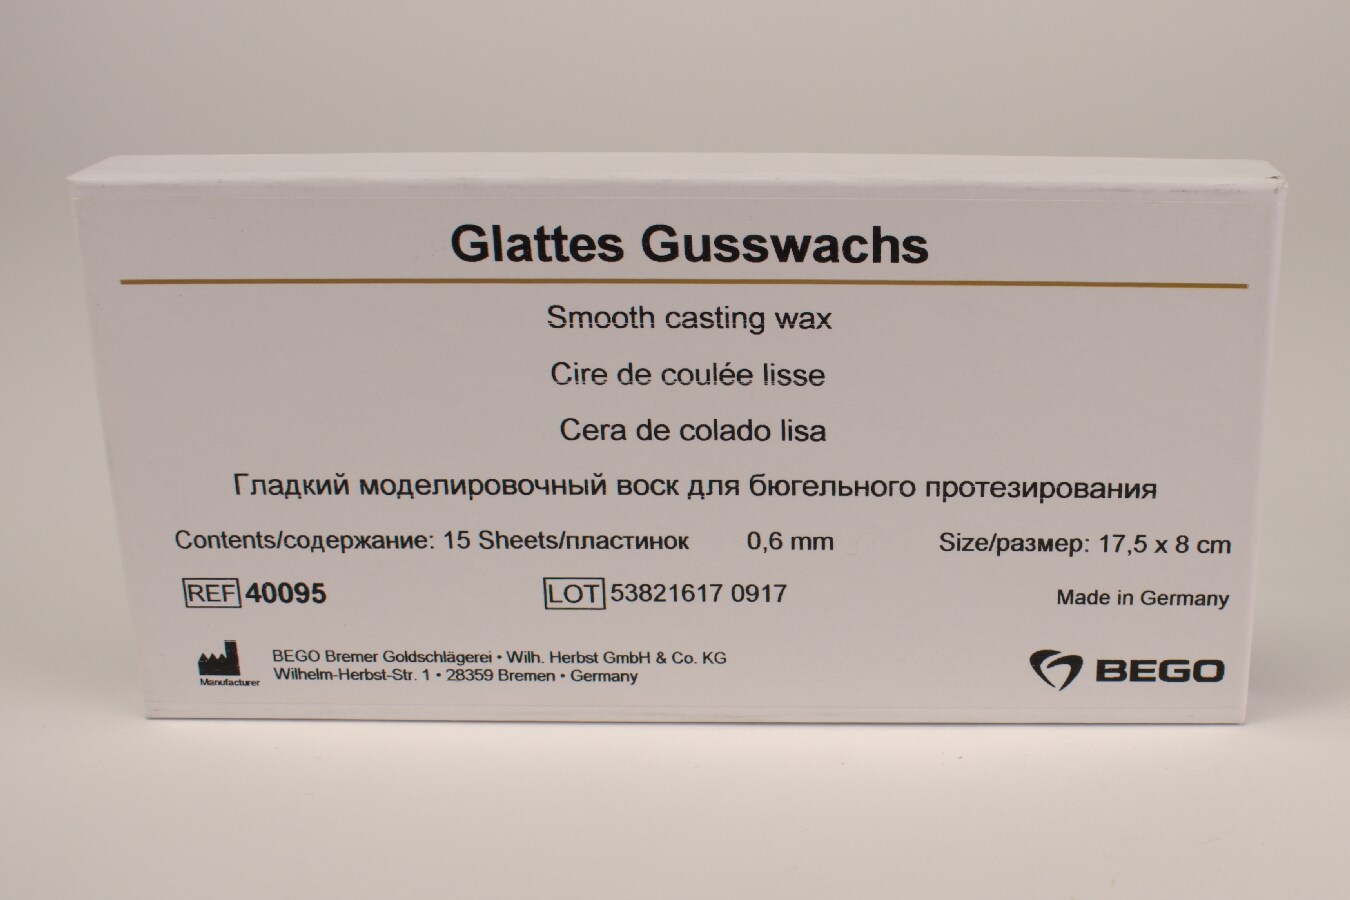 Glattes Gusswachs
Smooth casting wax
Cire de coulée lisse
Cera de colado lisa
Гладкий моделировочный воск для бюгельного протезирования
Contents/содержание: 15 Sheets/пластинок 0,6 mm Size/размер: 17,5 x 8 cm
REF 40095 LOT 53821617 0917 Made in Germany
BEGO Bremer Goldschlägerei • Wilh. Herbst GmbH & Co. KG
Wilhelm-Herbst-Str. 1 • 28359 Bremen • Germany
Manufacturer
BEGO